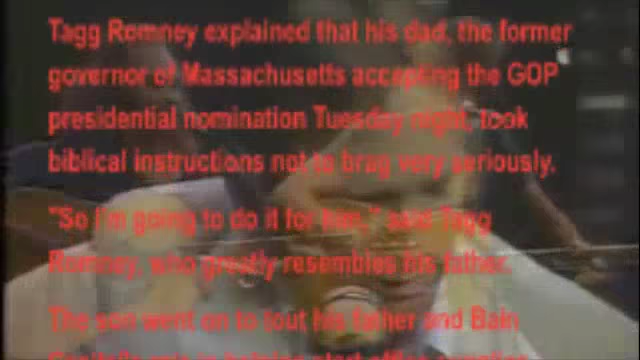 Tagg Romney explained that his dad, the former
governor of Massachusetts accepting the GOP
presidential nomination Tuesday night, took
biblical instructions not to brag very seriously.
"So I'm going to do it for him," said Tagg
Romney, who greatly resembles his father.
The son went on to tout his father and Bain